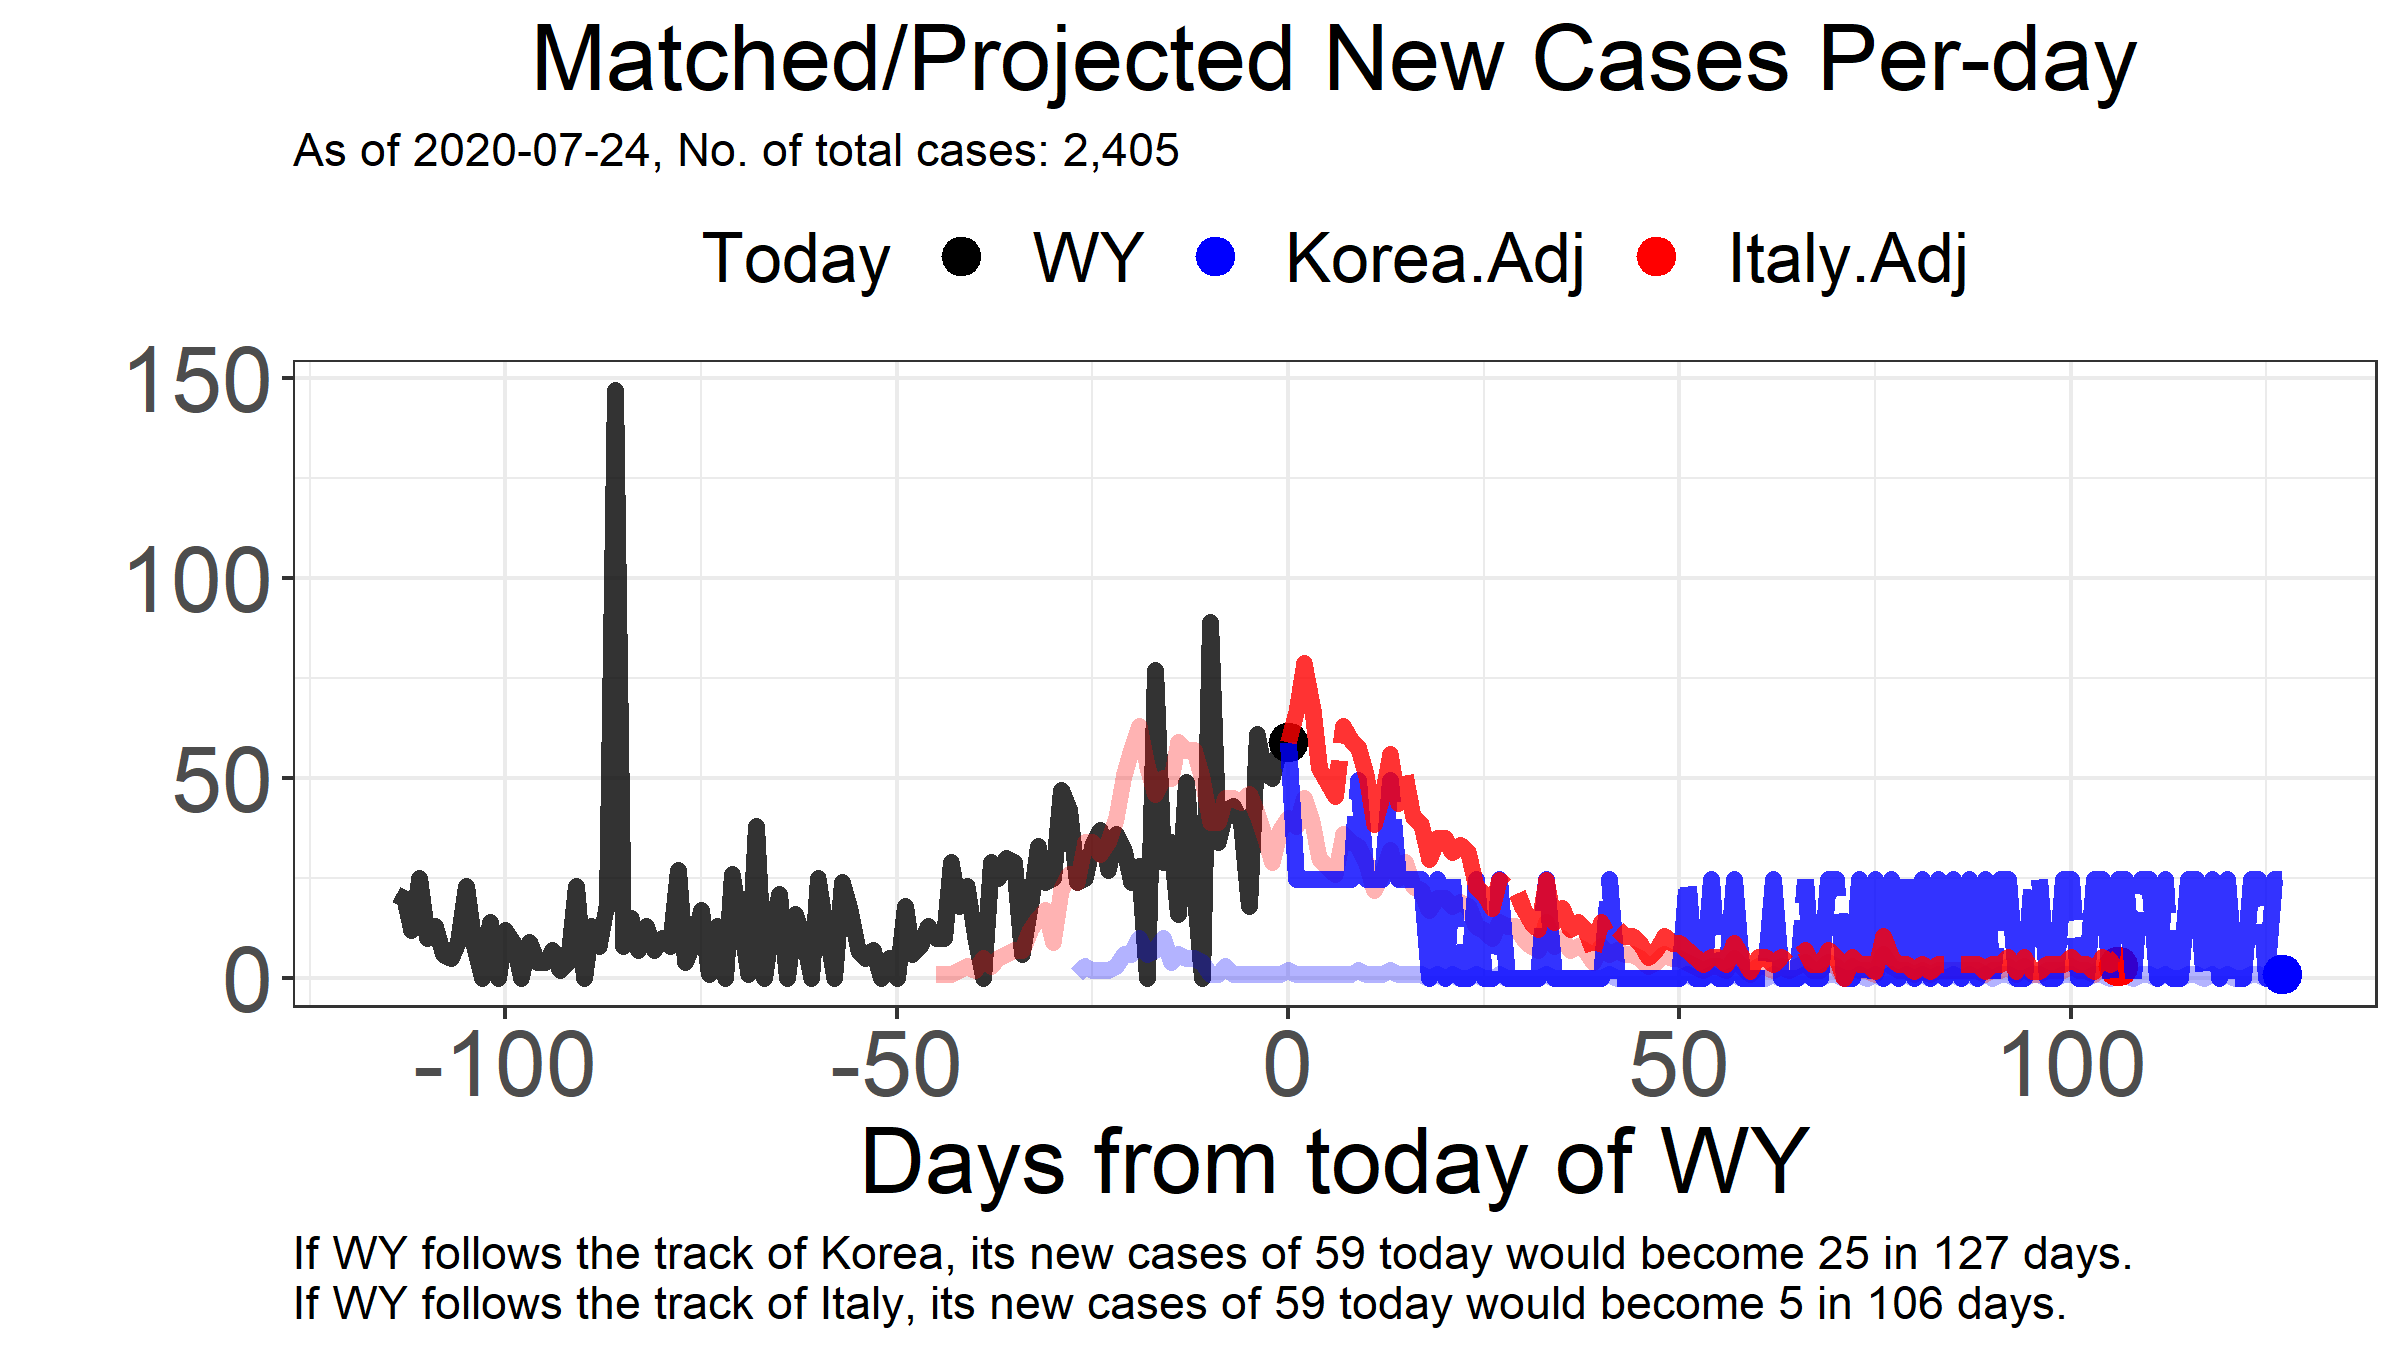 Matched/Projected New Cases Per-day
As of 2020-07-24, No. of total cases: 2,405
Today WY Korea.Adj Italy.Adj
150
100
50
0
-100 -50 0 50 100
Days from today of WY
If WY follows the track of Korea, its new cases of 59 today would become 25 in 127 days.
If WY follows the track of Italy, its new cases of 59 today would become 5 in 106 days.